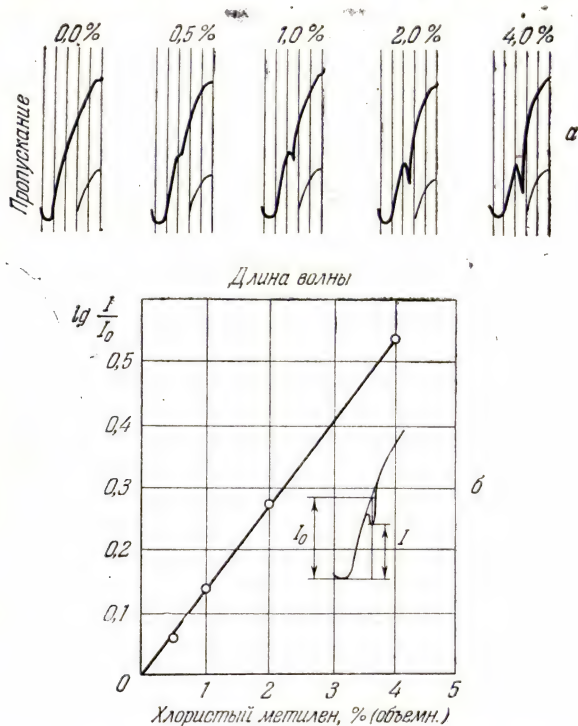 0,0% 0,5% 1,0% 2,0% 4,0%
Пропускание
а
Длина волны
lg I/I₀
0,5
0,4
0,3
0,2
0,1
0
I₀
I
б
1 2 3 4 5
Хлористый метилен, % (объемн.)